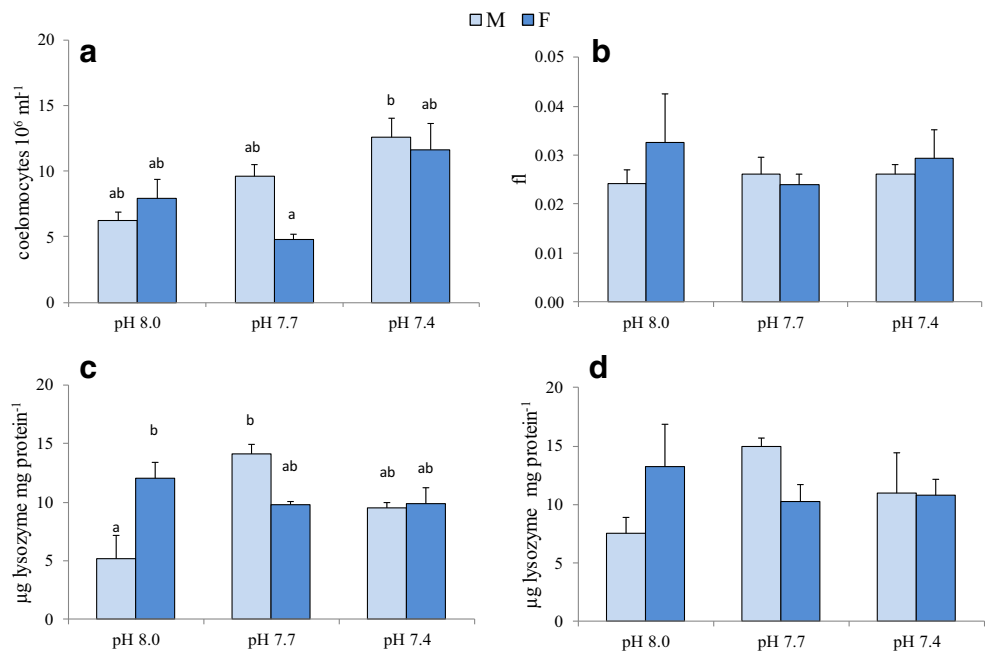 M F
a
coelomocytes 10⁶ ml⁻¹
20
15
10
5
0
ab
ab
ab
a
b
ab
pH 8.0 pH 7.7 pH 7.4
b
fl
0.05
0.04
0.03
0.02
0.01
0.00
pH 8.0 pH 7.7 pH 7.4
c
µg lysozyme mg protein⁻¹
20
15
10
5
0
a
b
b
ab
ab
ab
pH 8.0 pH 7.7 pH 7.4
d
µg lysozyme mg protein⁻¹
20
15
10
5
0
pH 8.0 pH 7.7 pH 7.4